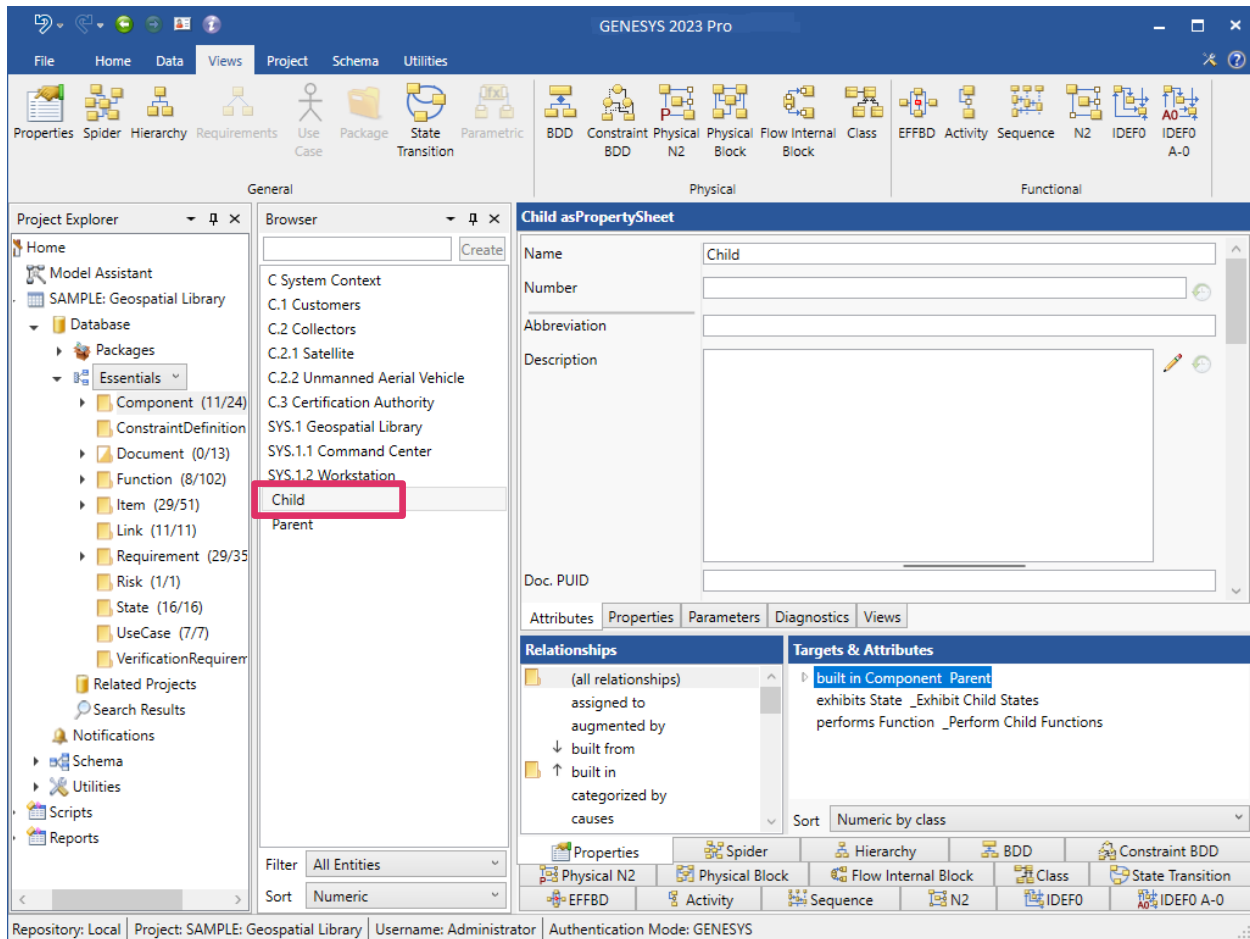 GENESYS 2023 Pro
File Home Data Views Project Schema Utilities
Properties Spider Hierarchy Requirements Use Case Package State Transition Parametric
General
BDD Constraint BDD Physical N2 Physical Block Flow Internal Block Class
Physical
EFFBD Activity Sequence N2 IDEF0 IDEF0 A-0
Functional
Project Explorer
Home
Model Assistant
SAMPLE: Geospatial Library
Database
Packages
Essentials
Component (11/24)
ConstraintDefinition
Document (0/13)
Function (8/102)
Item (29/51)
Link (11/11)
Requirement (29/35
Risk (1/1)
State (16/16)
UseCase (7/7)
VerificationRequirem
Related Projects
Search Results
Notifications
Schema
Utilities
Scripts
Reports
Browser
Create
C System Context
C.1 Customers
C.2 Collectors
C.2.1 Satellite
C.2.2 Unmanned Aerial Vehicle
C.3 Certification Authority
SYS.1 Geospatial Library
SYS.1.1 Command Center
SYS.1.2 Workstation
Child
Parent
Filter All Entities
Sort Numeric
Child asPropertySheet
Name Child
Number
Abbreviation
Description
Doc. PUID
Attributes Properties Parameters Diagnostics Views
Relationships
(all relationships)
assigned to
augmented by
built from
built in
categorized by
causes
Targets & Attributes
built in Component Parent
exhibits State _Exhibit Child States
performs Function _Perform Child Functions
Sort Numeric by class
Properties Spider Hierarchy BDD Constraint BDD
Physical N2 Physical Block Flow Internal Block Class State Transition
EFFBD Activity Sequence N2 IDEF0 IDEF0 A-0
Repository: Local Project: SAMPLE: Geospatial Library Username: Administrator Authentication Mode: GENESYS